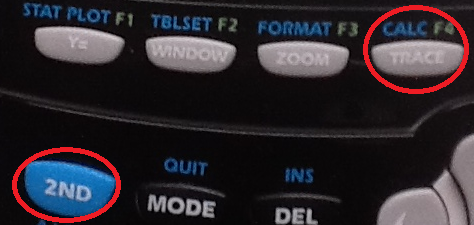 STAT PLOT F1 TBLSET F2 FORMAT F3 CALC F4
Y= WINDOW ZOOM TRACE
QUIT INS
2ND MODE DEL